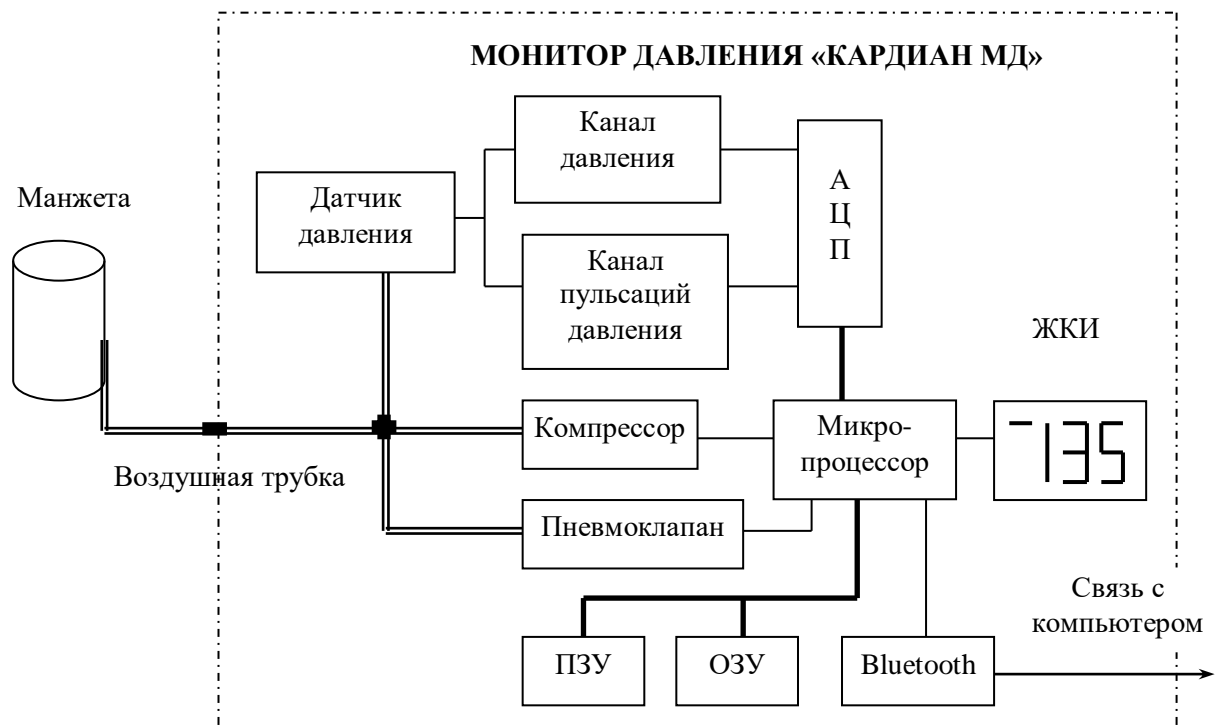 МОНИТОР ДАВЛЕНИЯ «КАРДИАН МД»
Канал
давления
А
Ц
П
Манжета
Датчик
давления
Канал
пульсаций
давления
ЖКИ
Компрессор
Микро-
процессор
135
Воздушная трубка
Пневмоклапан
Связь с
компьютером
ПЗУ
ОЗУ
Bluetooth